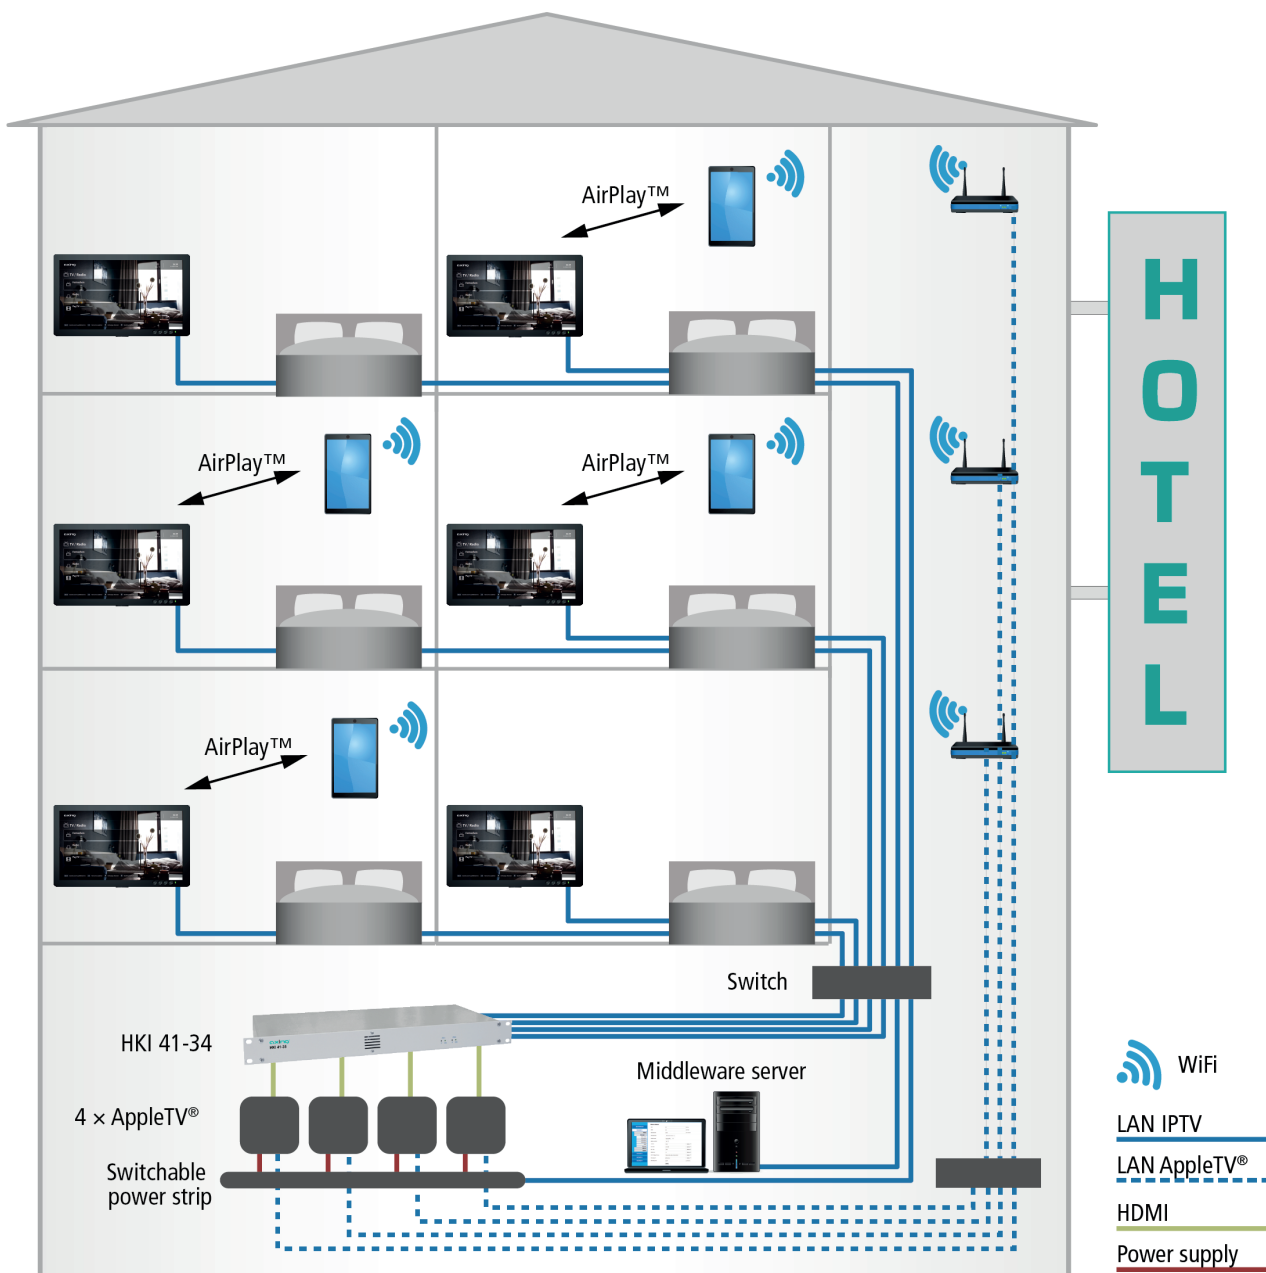 AirPlay™
H
O
T
E
L
AirPlay™
AirPlay™
AirPlay™
Switch
HKI 41-34
Middleware server
4 × AppleTV®
Switchable
power strip
WiFi
LAN IPTV
LAN AppleTV®
HDMI
Power supply